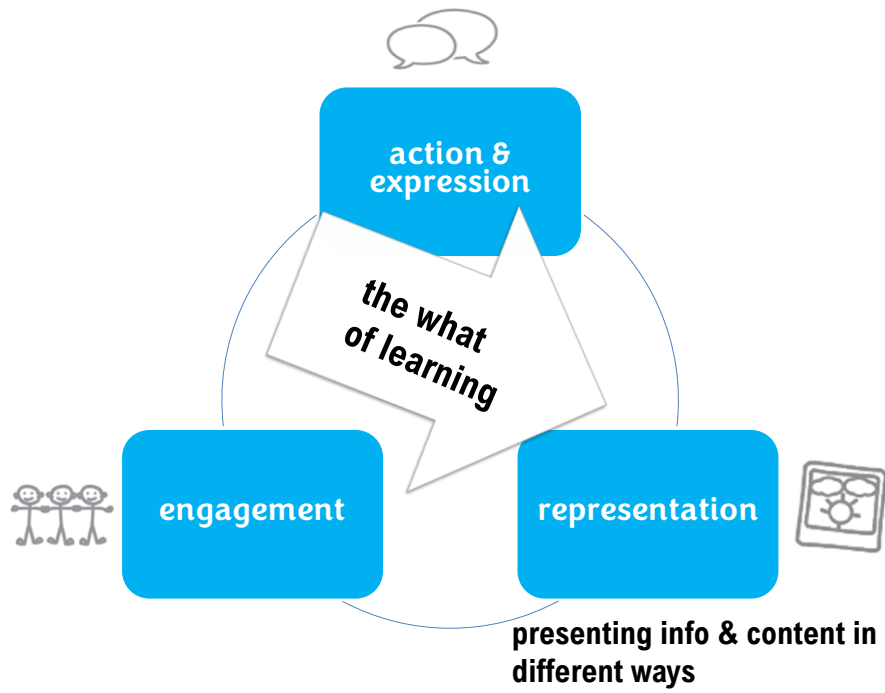 action &
expression
the what
of learning
engagement
representation
presenting info & content in
different ways